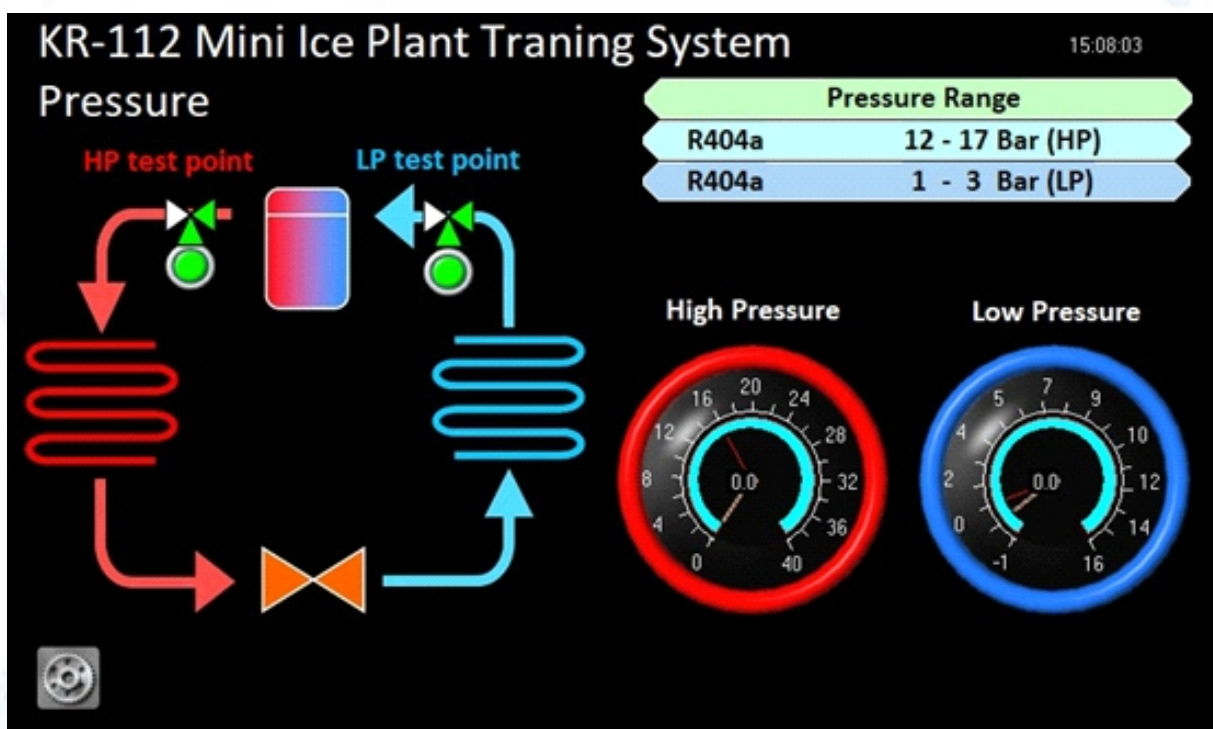 KR-112 Mini Ice Plant Traning System
15:08:03
Pressure
Pressure Range
R404a 12 - 17 Bar (HP)
R404a 1 - 3 Bar (LP)
HP test point
LP test point
High Pressure
Low Pressure
0 4 8 12 16 20 24 28 32 36 40
0.0
-1 0 2 4 5 7 9 10 12 14 16
0.0